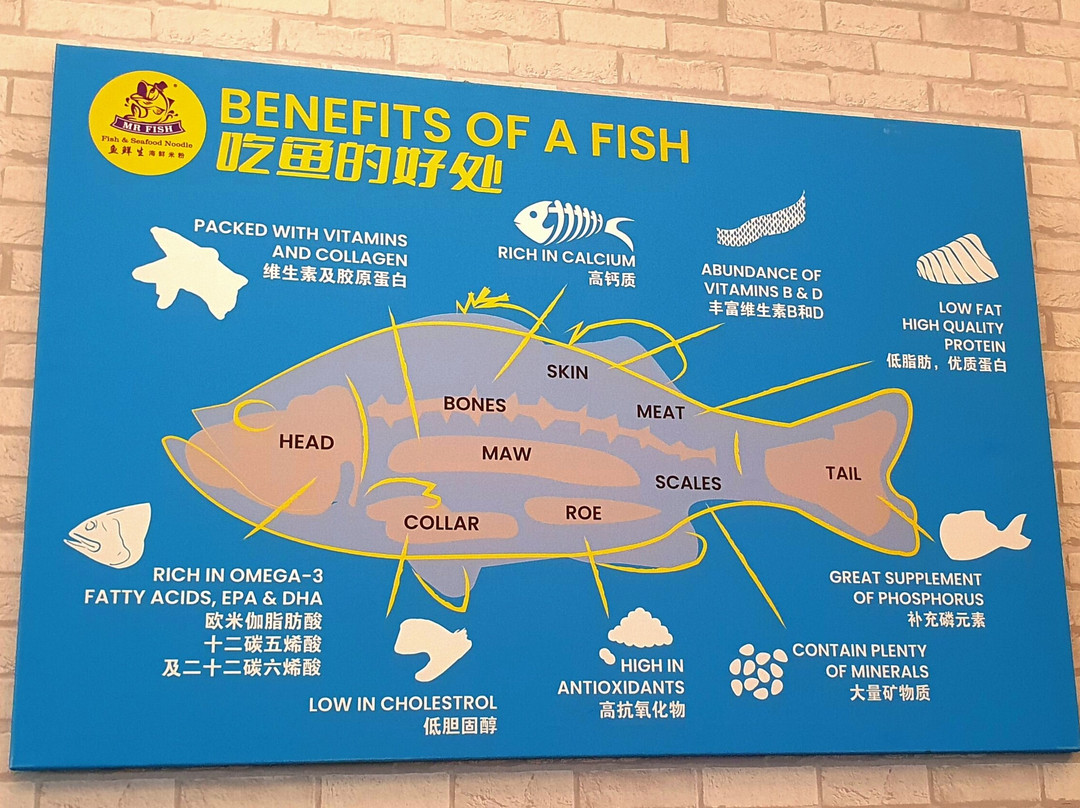 MR FISH
Fish & Seafood Noodle
鱼鲜生 海鲜米粉
BENEFITS OF A FISH
吃鱼的好处
PACKED WITH VITAMINS
AND COLLAGEN
维生素及胶原蛋白
RICH IN CALCIUM
高钙质
ABUNDANCE OF
VITAMINS B & D
丰富维生素B和D
LOW FAT
HIGH QUALITY
PROTEIN
低脂肪，优质蛋白
SKIN
BONES
MEAT
HEAD
MAW
TAIL
SCALES
COLLAR
ROE
RICH IN OMEGA-3
FATTY ACIDS, EPA & DHA
欧米伽脂肪酸
十二碳五烯酸
及二十二碳六烯酸
LOW IN CHOLESTROL
低胆固醇
HIGH IN
ANTIOXIDANTS
高抗氧化物
CONTAIN PLENTY
OF MINERALS
大量矿物质
GREAT SUPPLEMENT
OF PHOSPHORUS
补充磷元素